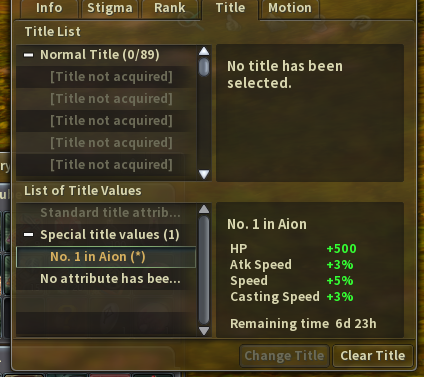 Info Stigma Rank Title Motion
Title List
Normal Title (0/89)
[Title not acquired]
[Title not acquired]
[Title not acquired]
[Title not acquired]
[Title not acquired]
No title has been
selected.
List of Title Values
Standard title attrib...
Special title values (1)
No. 1 in Aion (*)
No attribute has bee...
No. 1 in Aion
HP +500
Atk Speed +3%
Speed +5%
Casting Speed +3%
Remaining time 6d 23h
Change Title Clear Title